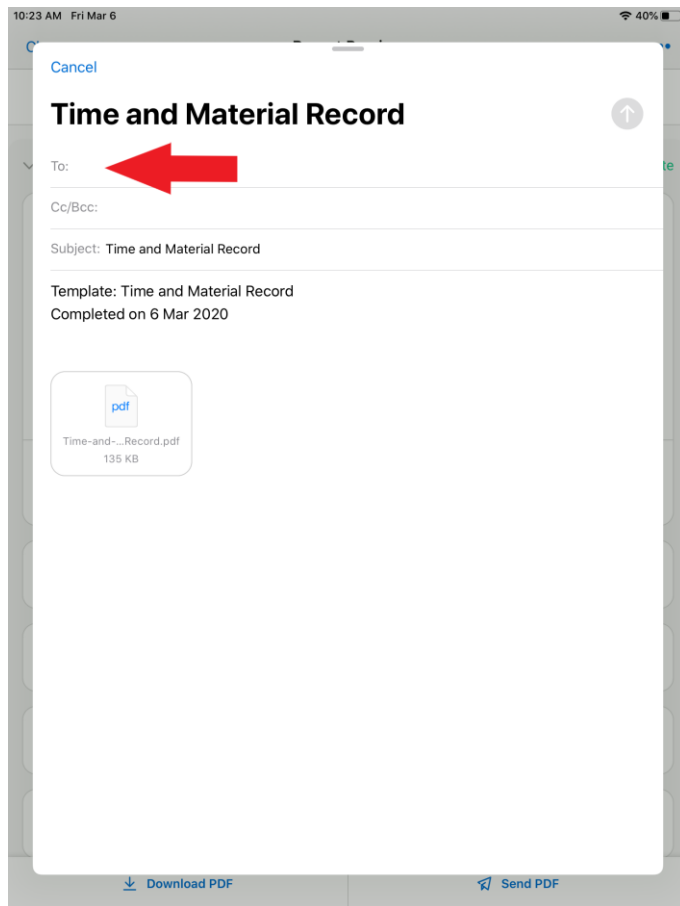 10:23 AM Fri Mar 6 40%
Cancel
Time and Material Record
To:
Cc/Bcc:
Subject: Time and Material Record
Template: Time and Material Record
Completed on 6 Mar 2020
pdf
Time-and-...Record.pdf
135 KB
Download PDF Send PDF